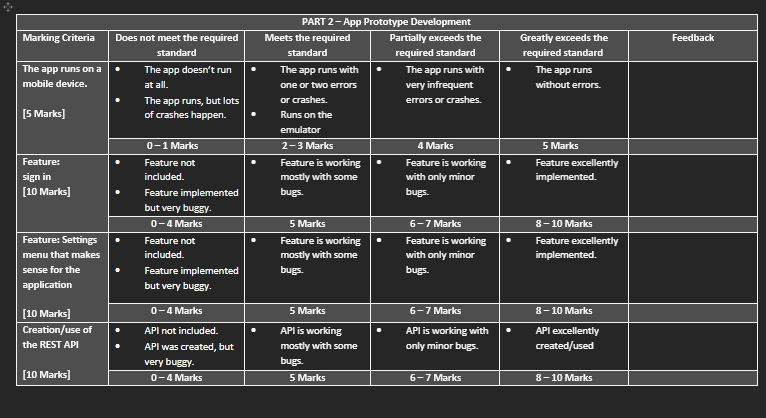 PART 2 – App Prototype Development
Marking Criteria
Does not meet the required
standard
Meets the required
standard
Partially exceeds the
required standard
Greatly exceeds the
required standard
Feedback
The app runs on a
mobile device.
[5 Marks]
• The app doesn't run
at all.
• The app runs, but lots
of crashes happen.
• The app runs with
one or two errors
or crashes.
• Runs on the
emulator
• The app runs with
very infrequent
errors or crashes.
• The app runs
without errors.
0 – 1 Marks
2 – 3 Marks
4 Marks
5 Marks
Feature:
sign in
[10 Marks]
• Feature not
included.
• Feature implemented
but very buggy.
• Feature is working
mostly with some
bugs.
• Feature is working
with only minor
bugs.
• Feature excellently
implemented.
0 – 4 Marks
5 Marks
6 – 7 Marks
8 – 10 Marks
Feature: Settings
menu that makes
sense for the
application
[10 Marks]
• Feature not
included.
• Feature implemented
but very buggy.
• Feature is working
mostly with some
bugs.
• Feature is working
with only minor
bugs.
• Feature excellently
implemented.
0 – 4 Marks
5 Marks
6 – 7 Marks
8 – 10 Marks
Creation/use of
the REST API
[10 Marks]
• API not included.
• API was created, but
very buggy.
• API is working
mostly with some
bugs.
• API is working with
only minor bugs.
• API excellently
created/used
0 – 4 Marks
5 Marks
6 – 7 Marks
8 – 10 Marks